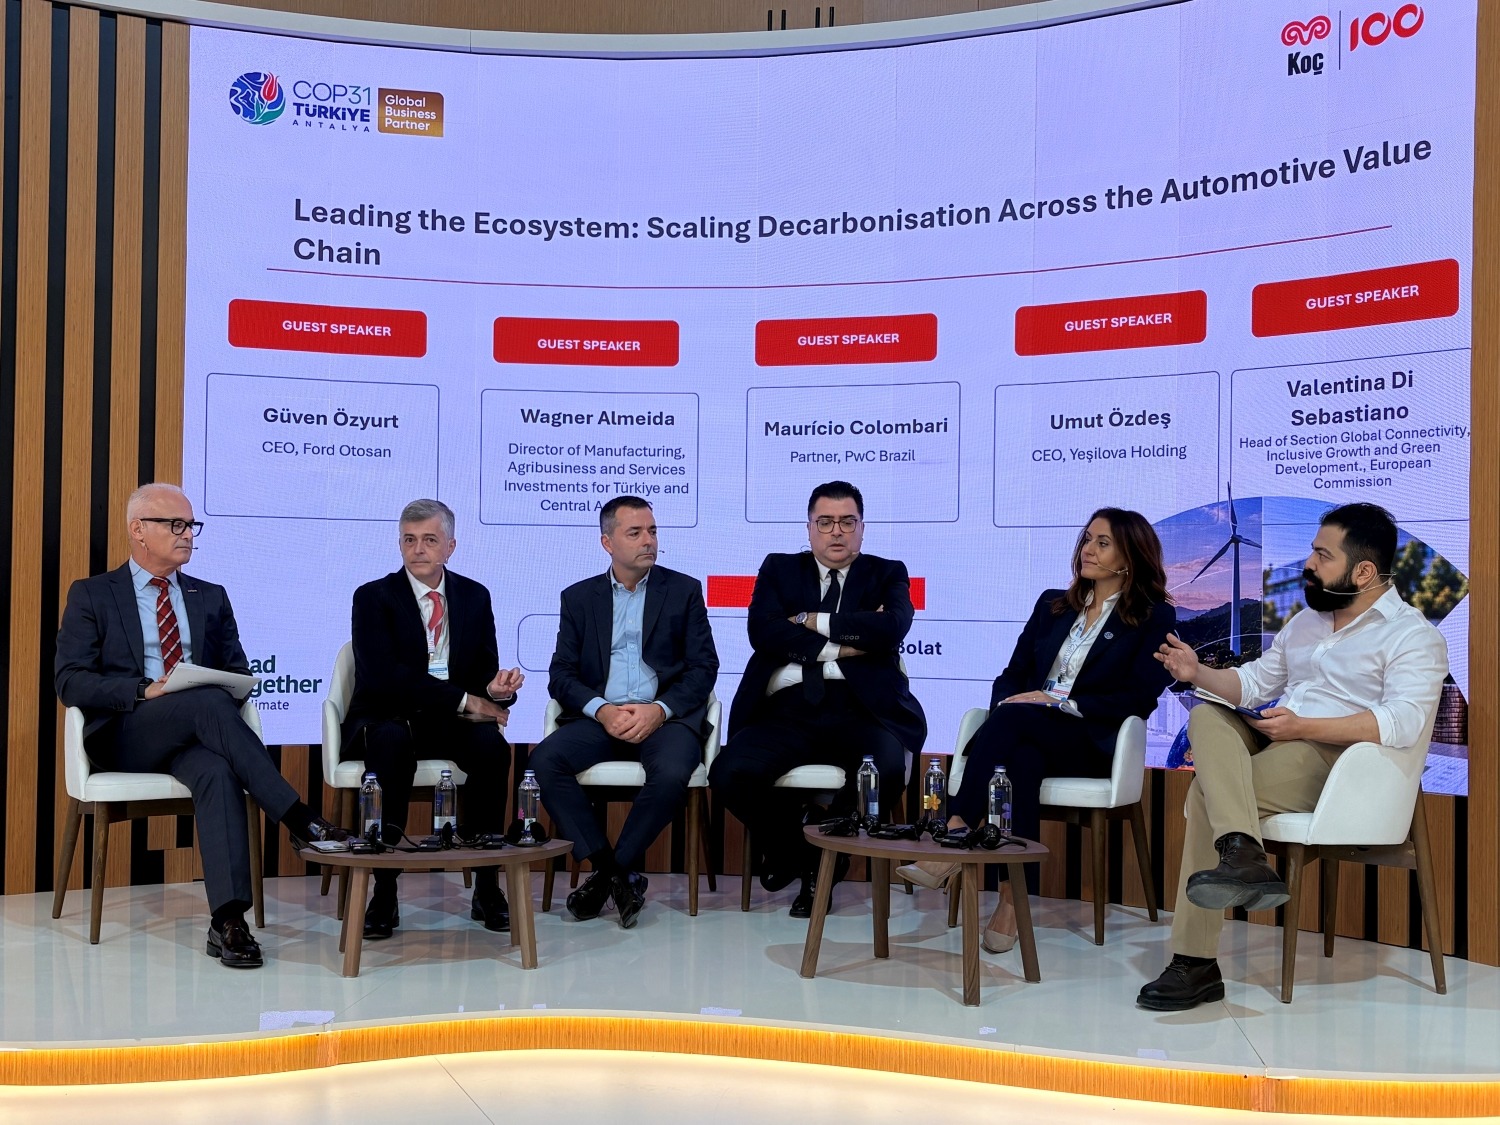 COP31
TÜRKİYE
ANTALYA
Global
Business
Partner
Koç
100
Leading the Ecosystem: Scaling Decarbonisation Across the Automotive Value
Chain
GUEST SPEAKER
Güven Özyurt
CEO, Ford Otosan
GUEST SPEAKER
Wagner Almeida
Director of Manufacturing,
Agribusiness and Services
Investments for Türkiye and
Central
GUEST SPEAKER
Maurício Colombari
Partner, PwC Brazil
GUEST SPEAKER
Umut Özdeş
CEO, Yeşilova Holding
GUEST SPEAKER
Valentina Di
Sebastiano
Head of Section Global Connectivity,
Inclusive Growth and Green
Development., European
Commission
Bolat
ead
gether
limate